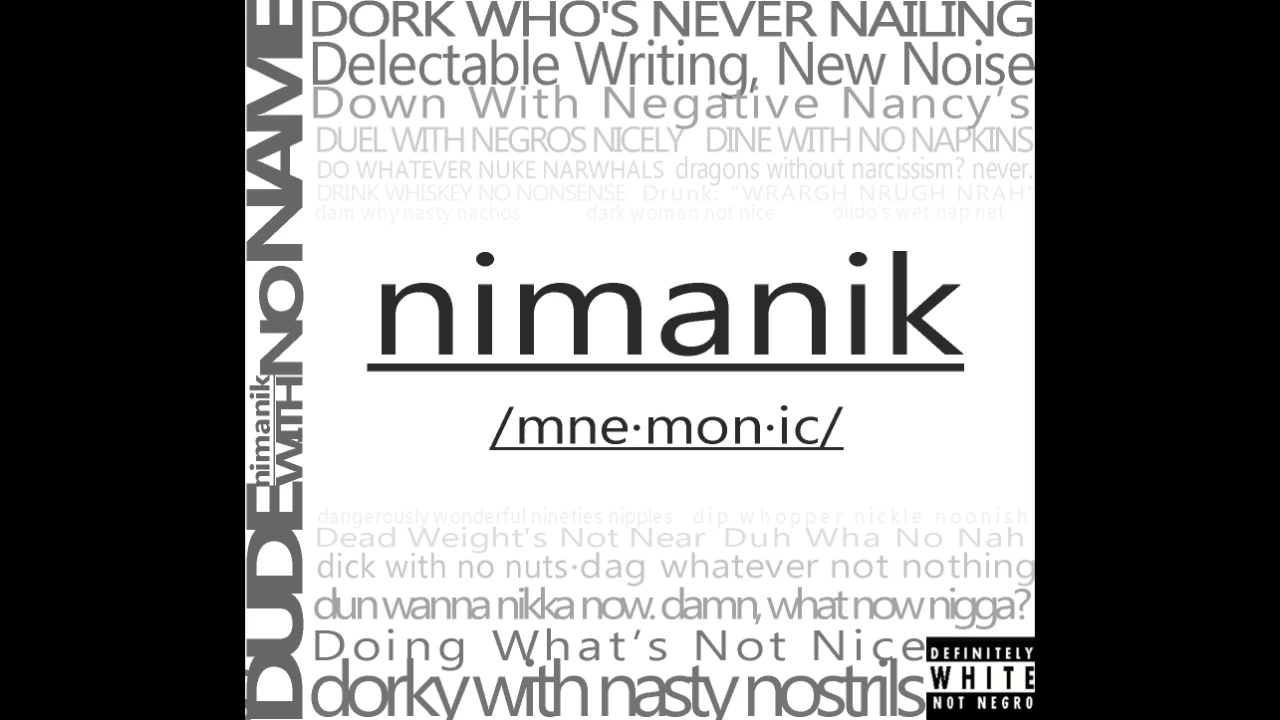 DORK WHO'S NEVER NAILING
Delectable Writing, New Noise
Down With Negative Nancy's
DUEL WITH NEGROS NICELY DINE WITH NO NAPKINS
DO WHATEVER NUKE NARWHALS dragons without narcissism? never.
DRINK WHISKEY NO NONSENSE Drunk: "WRARGH NRUGH NRAH"
dam why nasty nachos dark woman not nice dildo's wet nap net
DUDE WITH NO NAME
nimanik
nimanik
/mne·mon·ic/
dangerously wonderful nineties nipples dip whopper nickle noonish
Dead Weight's Not Near Duh Wha No Nah
dick with no nuts·dag whatever not nothing
dun wanna nikka now. damn, what now nigga?
Doing What's Not Nice
dorky with nasty nostrils
DEFINITELY
WHITE
NOT NEGRO